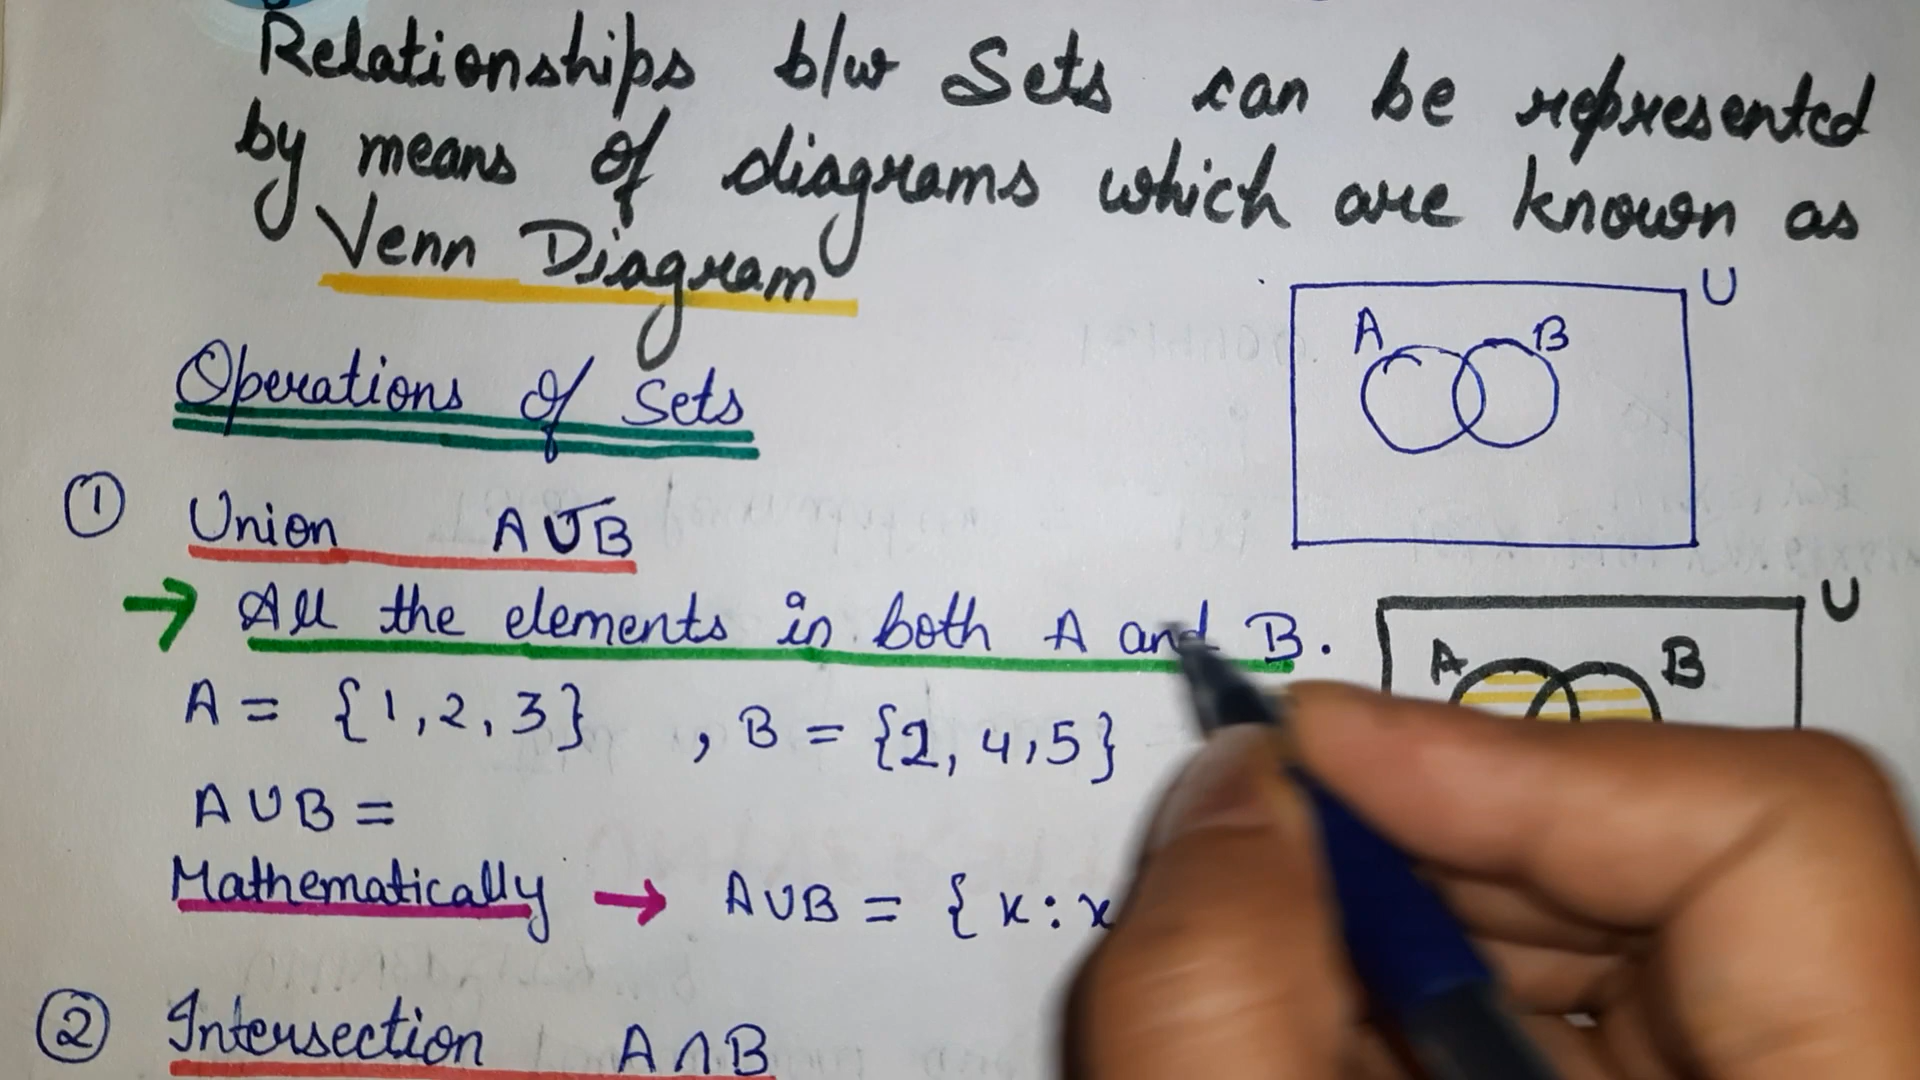 Relationships b/w Sets can be represented
by means of diagrams which are known as
Venn Diagram
U
A B
Operations of Sets
① Union A∪B
→ All the elements in both A and B.
U
A B
A = {1, 2, 3} , B = {2, 4, 5}
A∪B =
Mathematically → A∪B = { x : x
② Intersection A∩B